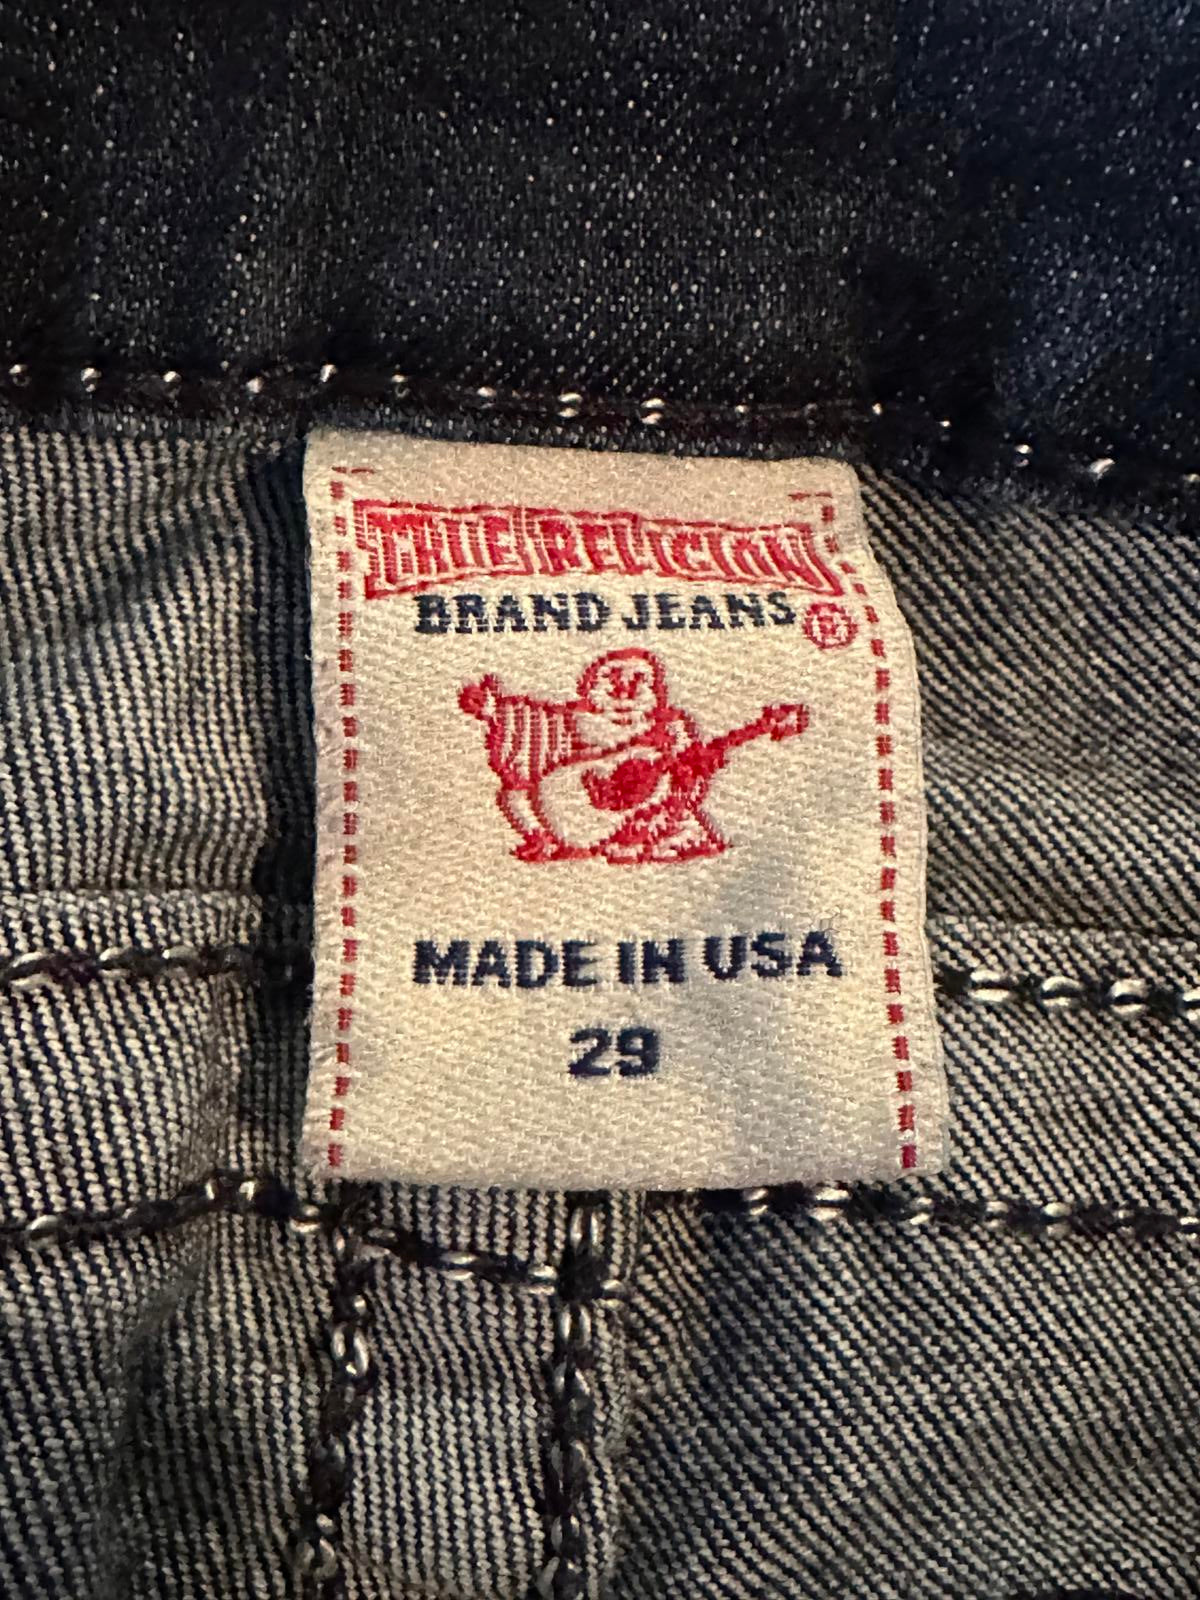 TRUE RELIGION
BRAND JEANS ®
MADE IN USA
29